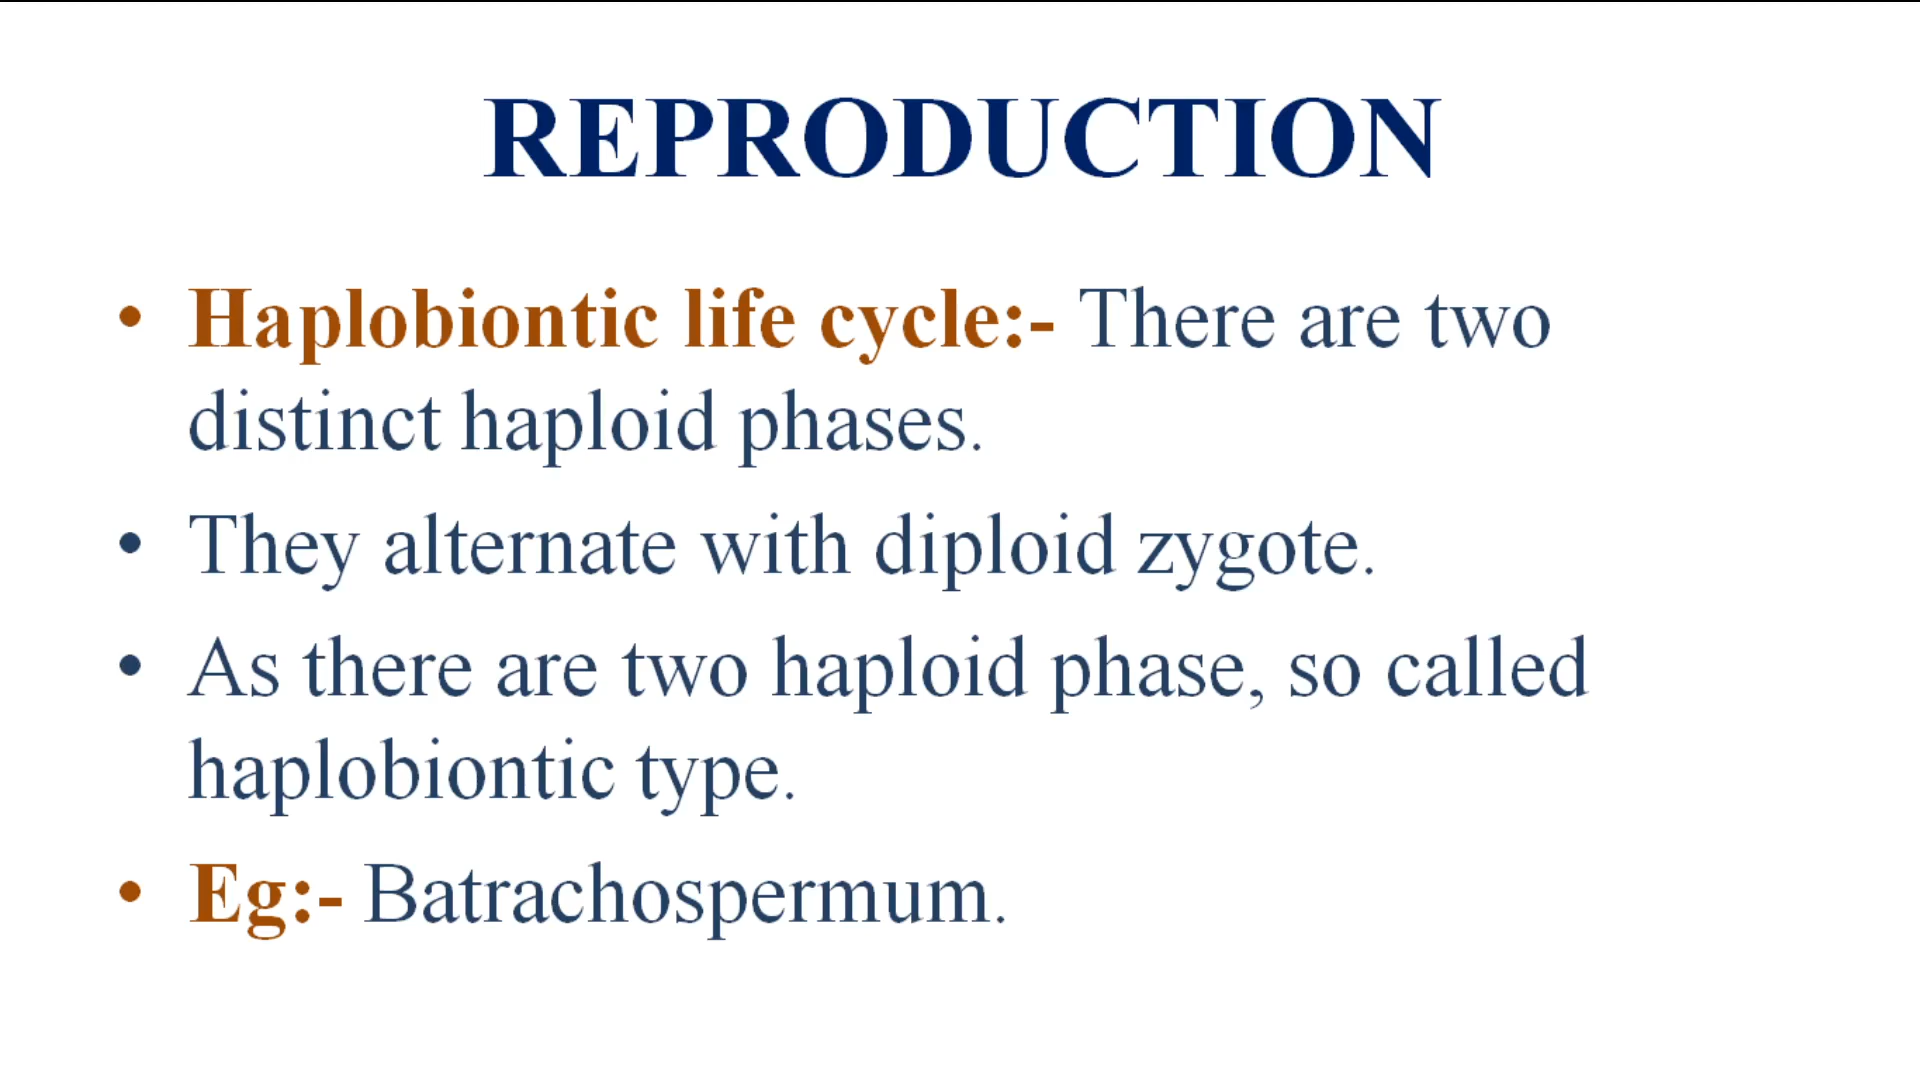 REPRODUCTION
• Haplobiontic life cycle:- There are two
distinct haploid phases.
• They alternate with diploid zygote.
• As there are two haploid phase, so called
haplobiontic type.
• Eg:- Batrachospermum.